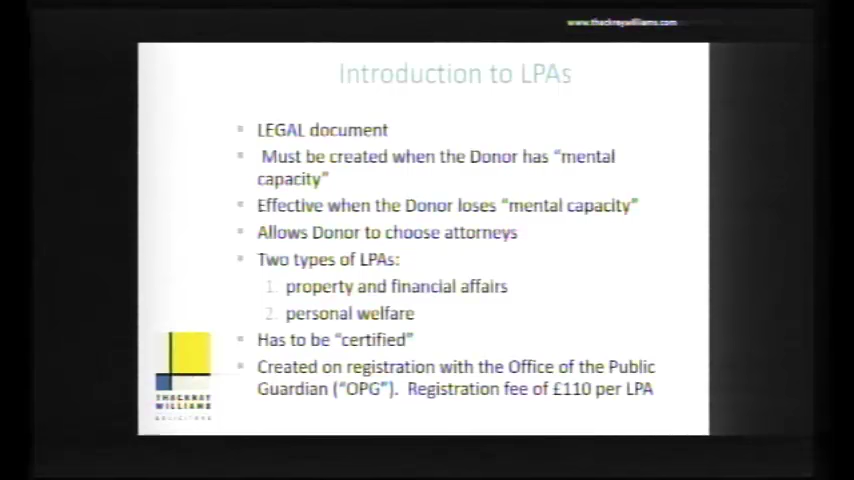 www.thackraywilliams.com
Introduction to LPAs
LEGAL document
Must be created when the Donor has “mental
capacity”
Effective when the Donor loses “mental capacity”
Allows Donor to choose attorneys
Two types of LPAs:
1. property and financial affairs
2. personal welfare
Has to be “certified”
Created on registration with the Office of the Public
Guardian (“OPG”). Registration fee of £110 per LPA
THACKRAY
WILLIAMS
SOLICITORS